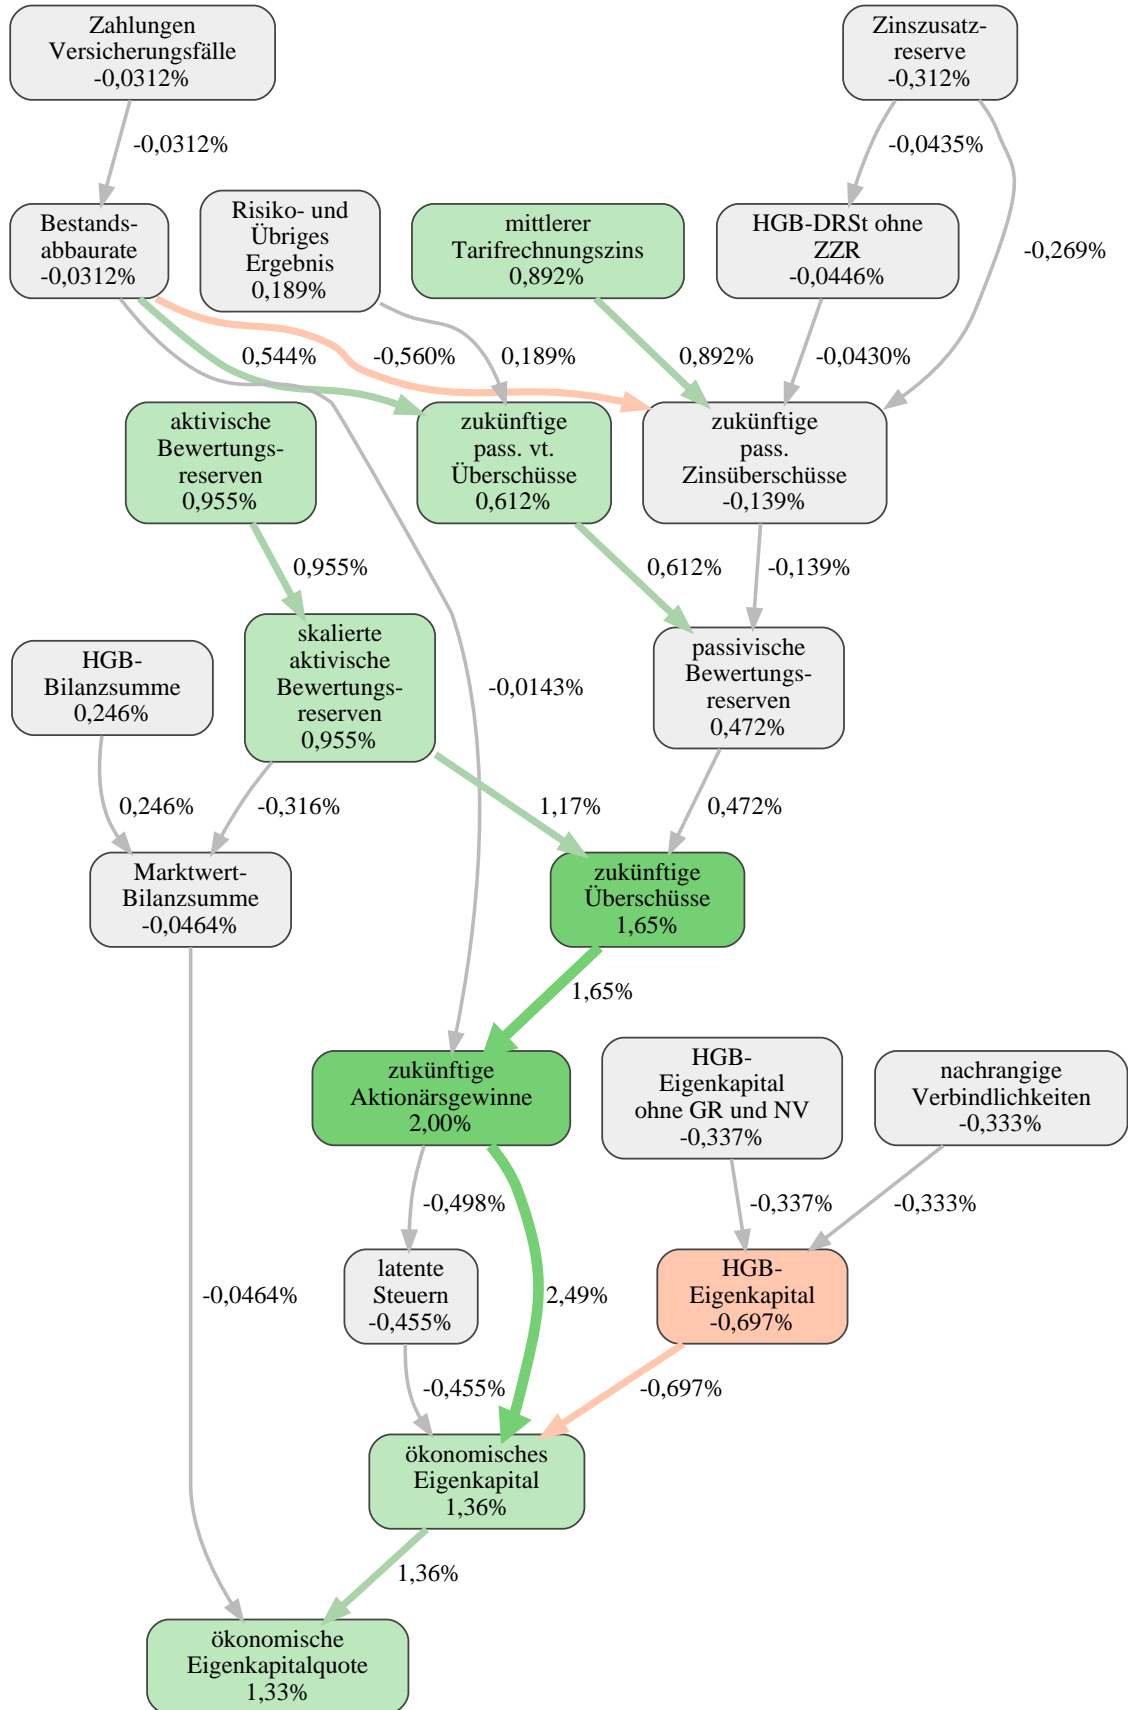 Zahlungen
Versicherungsfälle
-0,0312%
Zinszusatz-
reserve
-0,312%
-0,0312%
-0,0435%
-0,269%
Bestands-
abbaurate
-0,0312%
Risiko- und
Übriges
Ergebnis
0,189%
mittlerer
Tarifrechnungszins
0,892%
HGB-DRSt ohne
ZZR
-0,0446%
0,544%
-0,560%
0,189%
0,892%
-0,0430%
aktivische
Bewertungs-
reserven
0,955%
zukünftige
pass. vt.
Überschüsse
0,612%
zukünftige
pass.
Zinsüberschüsse
-0,139%
0,955%
0,612%
-0,139%
HGB-
Bilanzsumme
0,246%
skalierte
aktivische
Bewertungs-
reserven
0,955%
-0,0143%
passivische
Bewertungs-
reserven
0,472%
0,246%
-0,316%
1,17%
0,472%
Marktwert-
Bilanzsumme
-0,0464%
zukünftige
Überschüsse
1,65%
1,65%
zukünftige
Aktionärsgewinne
2,00%
HGB-
Eigenkapital
ohne GR und NV
-0,337%
nachrangige
Verbindlichkeiten
-0,333%
-0,498%
-0,337%
-0,333%
-0,0464%
latente
Steuern
-0,455%
2,49%
HGB-
Eigenkapital
-0,697%
-0,455%
-0,697%
ökonomisches
Eigenkapital
1,36%
1,36%
ökonomische
Eigenkapitalquote
1,33%